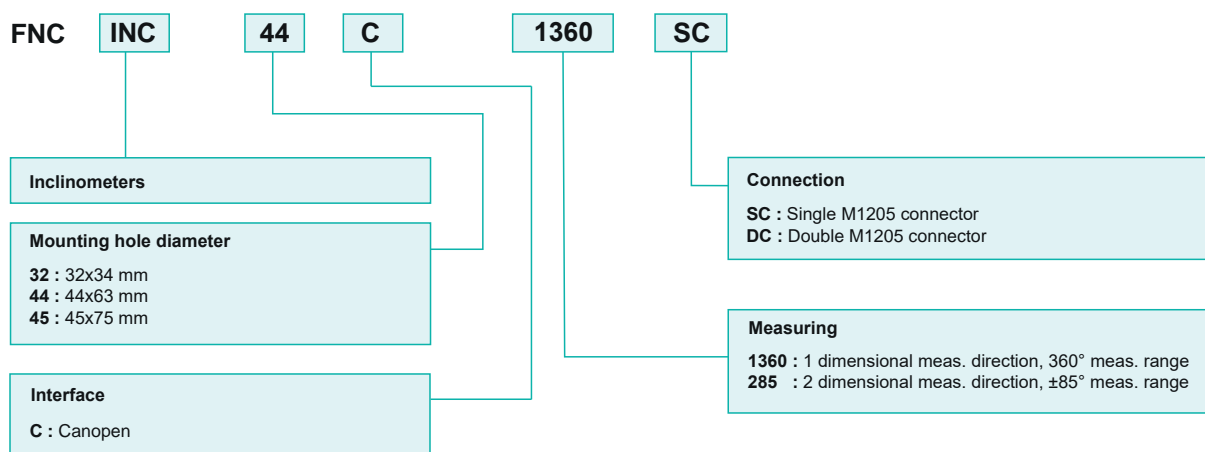 FNC INC 44 C 1360 SC
Inclinometers
Mounting hole diameter
32 : 32x34 mm
44 : 44x63 mm
45 : 45x75 mm
Interface
C : Canopen
Connection
SC : Single M1205 connector
DC : Double M1205 connector
Measuring
1360 : 1 dimensional meas. direction, 360° meas. range
285 : 2 dimensional meas. direction, ±85° meas. range